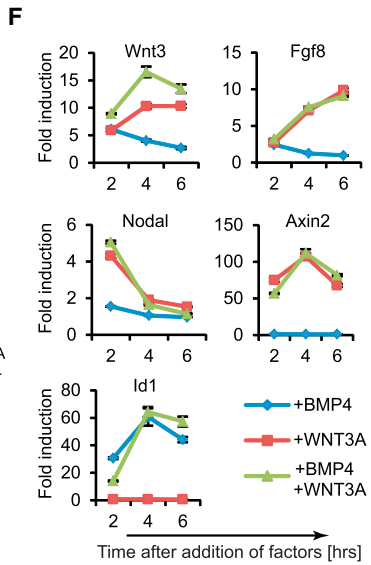 F
Wnt3
Fgf8
Fold induction
20
15
10
5
0
2 4 6
15
10
5
0
2 4 6
Nodal
Axin2
Fold induction
6
4
2
0
2 4 6
150
100
50
0
2 4 6
A
Id1
Fold induction
80
60
40
20
0
2 4 6
+BMP4
+WNT3A
+BMP4
+WNT3A
Time after addition of factors [hrs]